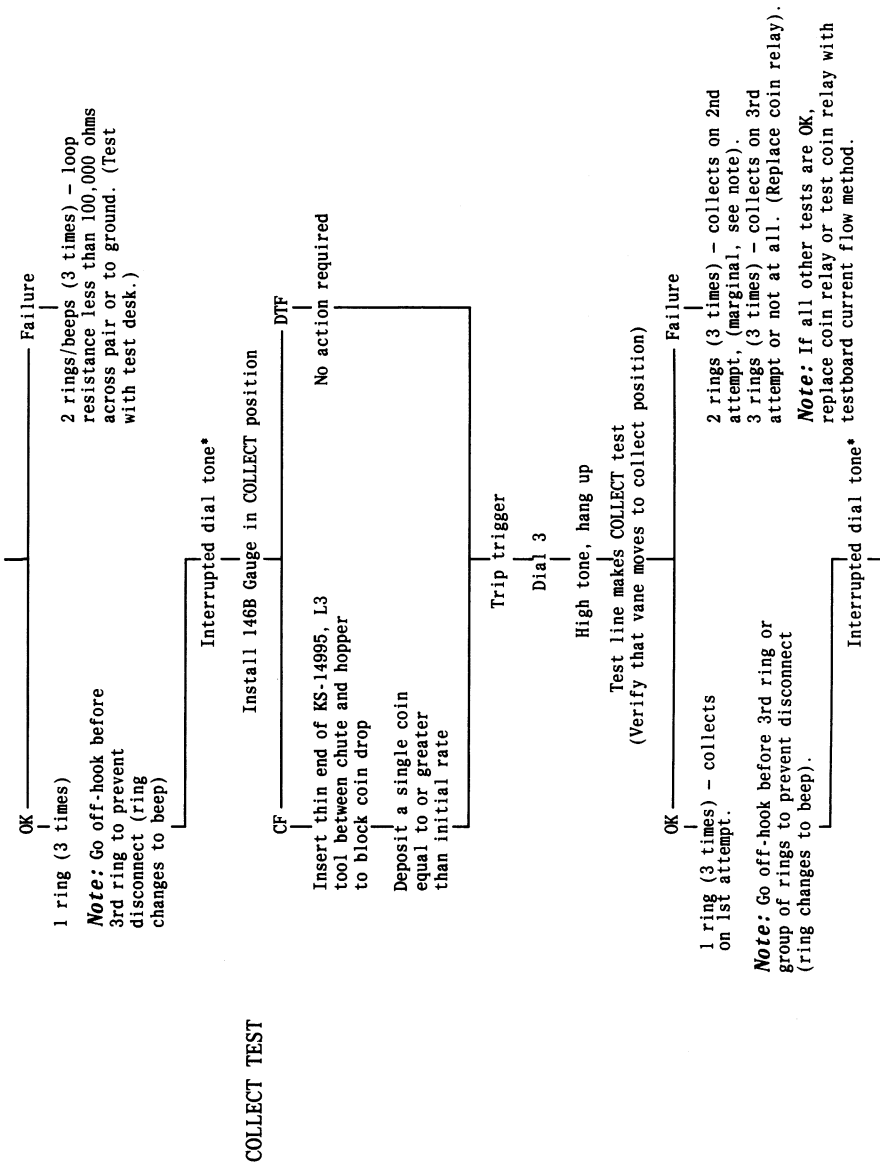 OK
Failure
1 ring (3 times)
Note: Go off-hook before
3rd ring to prevent
disconnect (ring
changes to beep)
2 rings/beeps (3 times) – loop
resistance less than 100,000 ohms
across pair or to ground. (Test
with test desk.)
Interrupted dial tone*
COLLECT TEST
Install 146B Gauge in COLLECT position
CF
DTF
Insert thin end of KS-14995, L3
tool between chute and hopper
to block coin drop
No action required
Deposit a single coin
equal to or greater
than initial rate
Trip trigger
Dial 3
High tone, hang up
Test line makes COLLECT test
(Verify that vane moves to collect position)
OK
Failure
1 ring (3 times) – collects
on 1st attempt.
Note: Go off-hook before 3rd ring or
group of rings to prevent disconnect
(ring changes to beep).
2 rings (3 times) – collects on 2nd
attempt, (marginal, see note).
3 rings (3 times) – collects on 3rd
attempt or not at all. (Replace coin relay).
Note: If all other tests are OK,
replace coin relay or test coin relay with
testboard current flow method.
Interrupted dial tone*